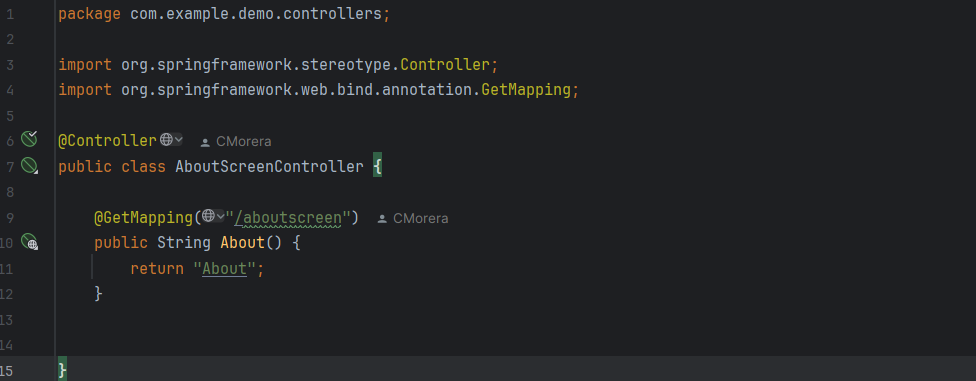 1 package com.example.demo.controllers;
2
3 import org.springframework.stereotype.Controller;
4 import org.springframework.web.bind.annotation.GetMapping;
5
6 @Controller CMorera
7 public class AboutScreenController {
8
9 @GetMapping("/aboutscreen") CMorera
10 public String About() {
11 return "About";
12 }
13
14
15 }